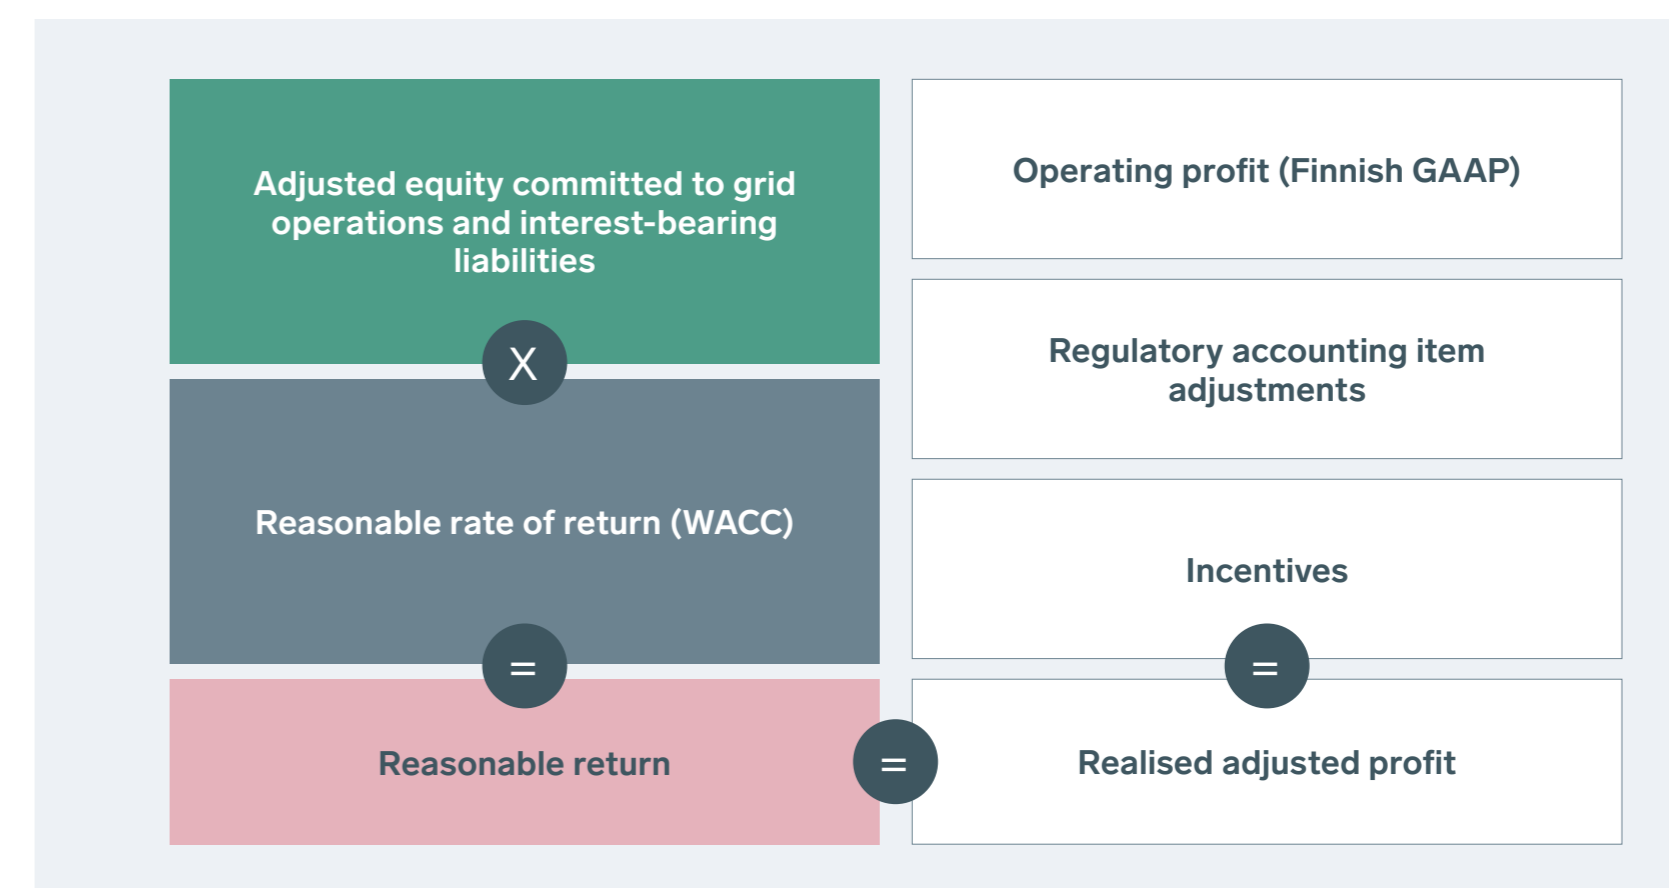 Adjusted equity committed to grid
operations and interest-bearing
liabilities
X
Reasonable rate of return (WACC)
=
Reasonable return
=
Operating profit (Finnish GAAP)
Regulatory accounting item
adjustments
Incentives
=
Realised adjusted profit